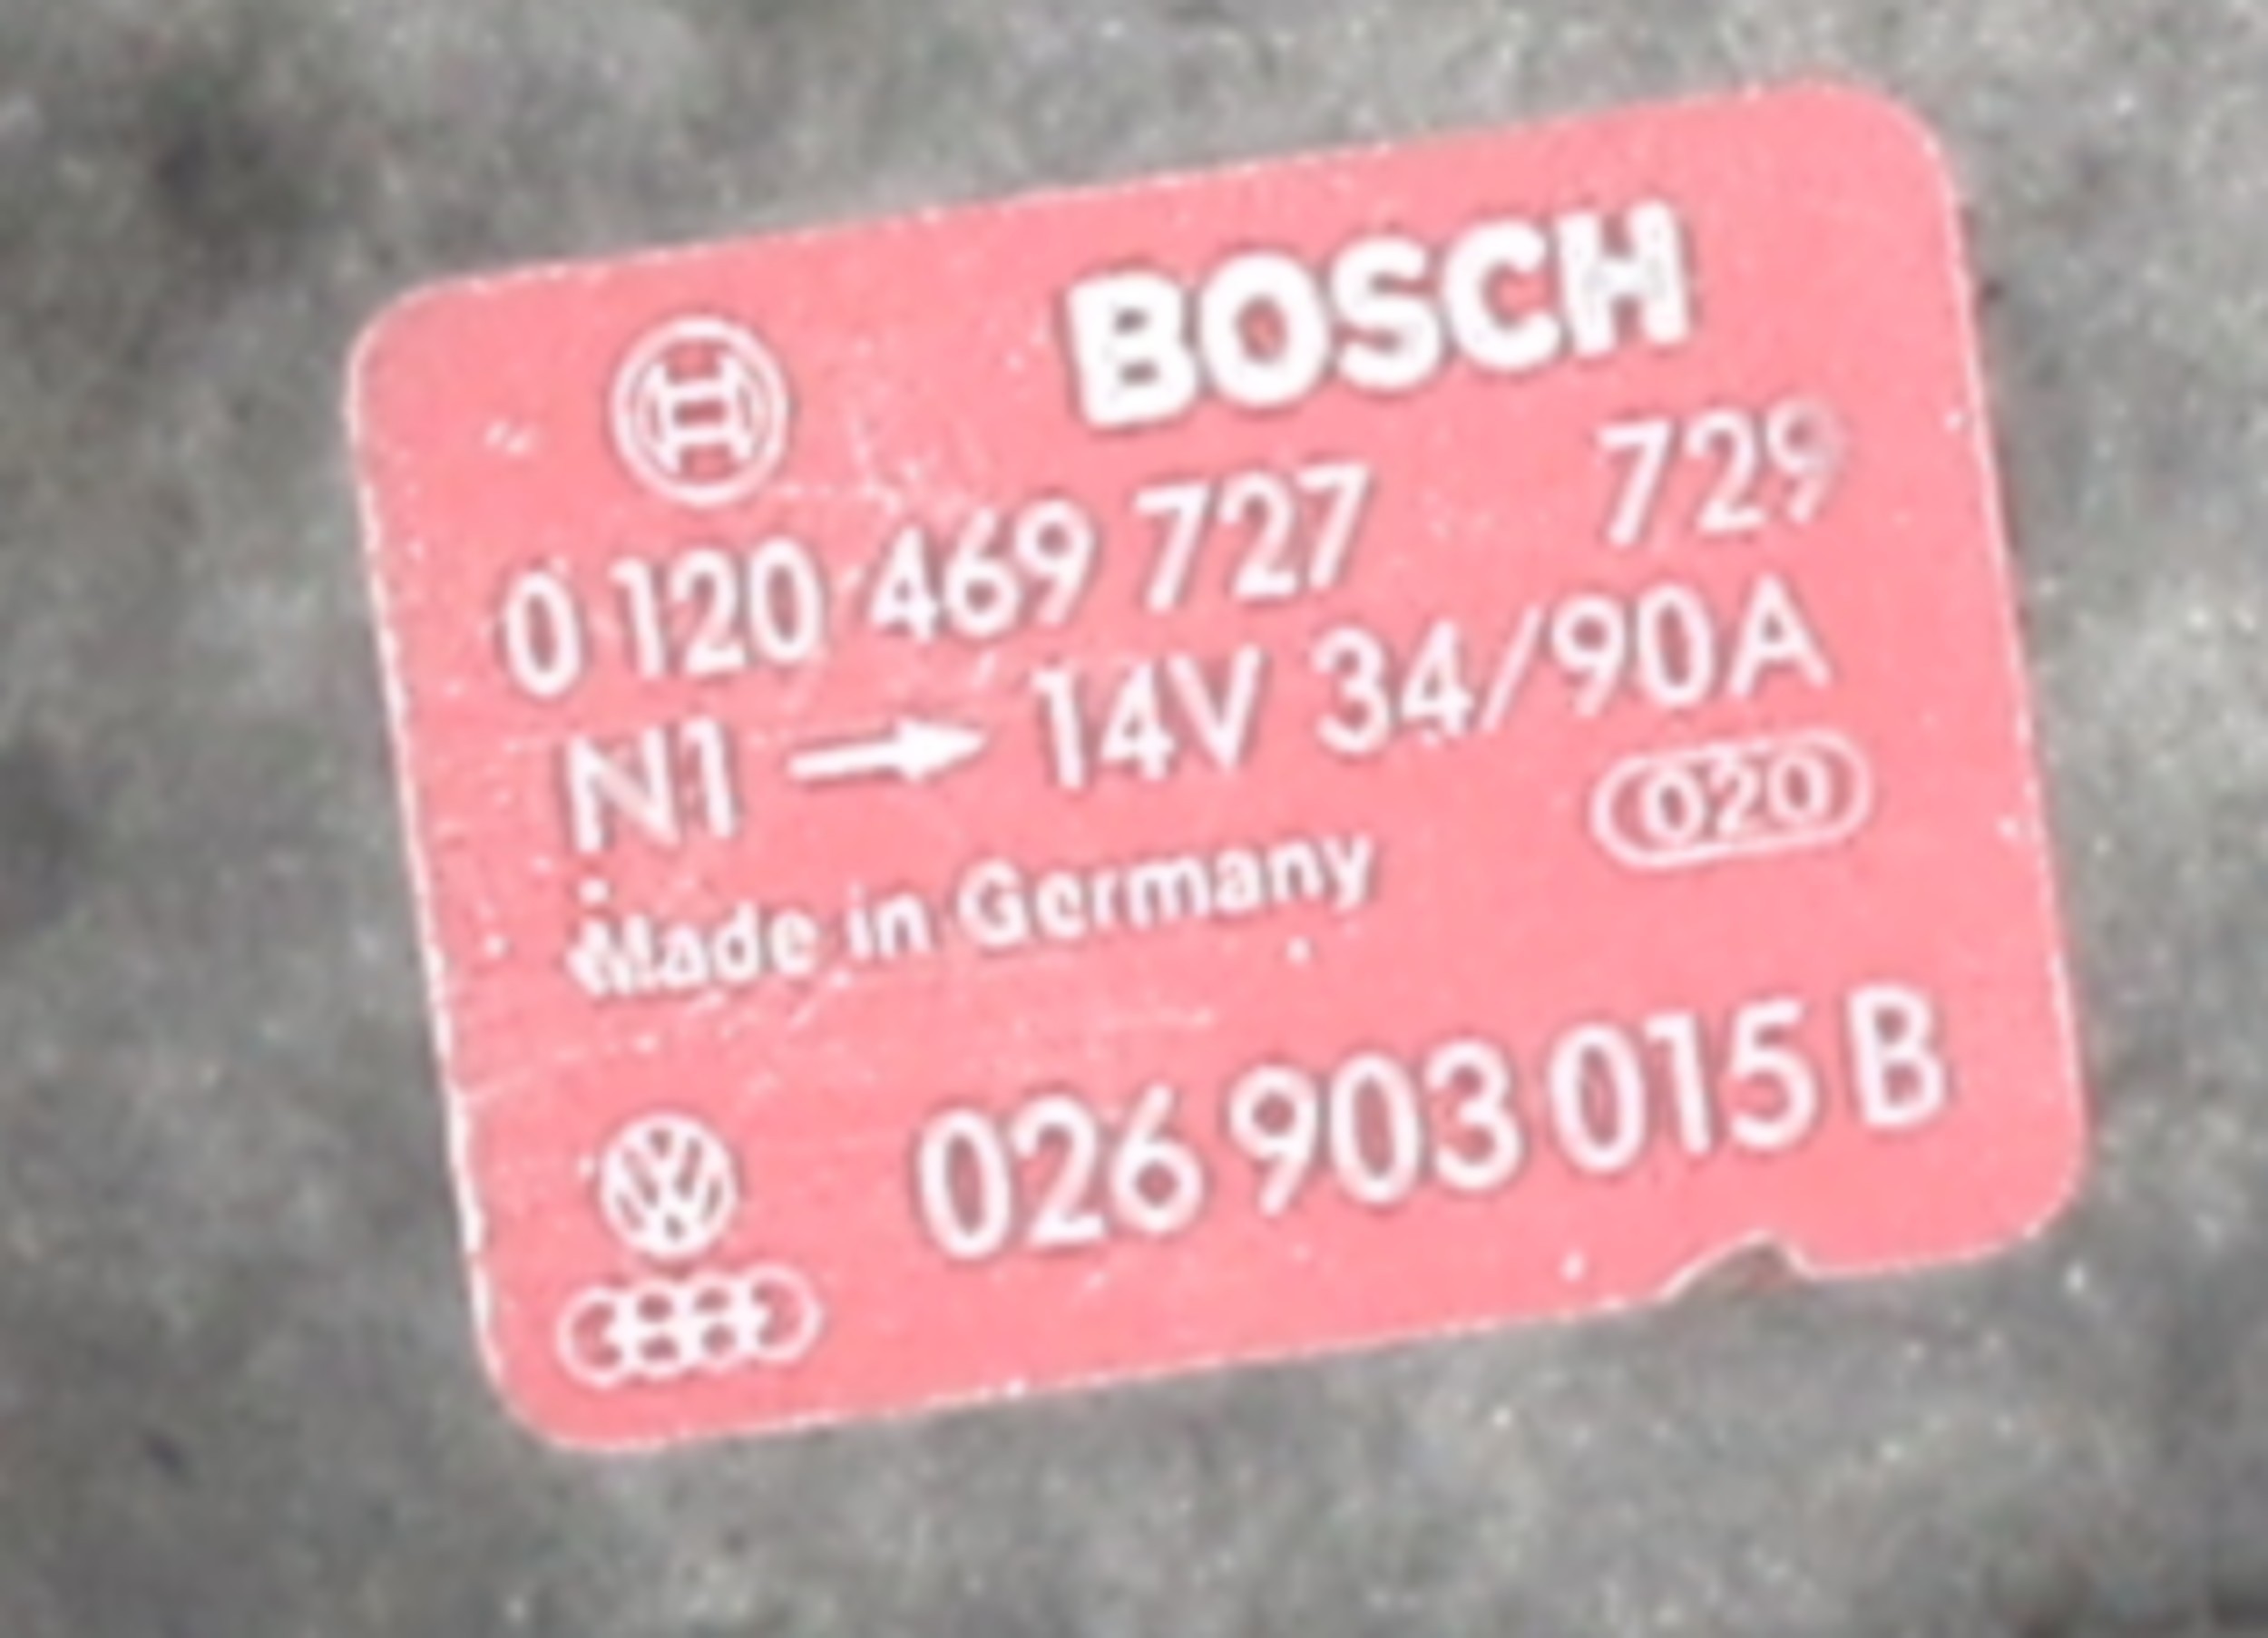 BOSCH
0 120 469 727 729
N1 → 14V 34/90A
020
Made in Germany
026 903 015 B